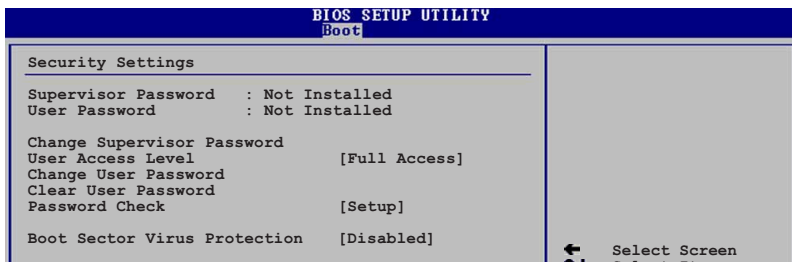 BIOS SETUP UTILITY
Boot
Security Settings
Supervisor Password : Not Installed
User Password : Not Installed
Change Supervisor Password
User Access Level [Full Access]
Change User Password
Clear User Password
Password Check [Setup]
Boot Sector Virus Protection [Disabled]
Select Screen